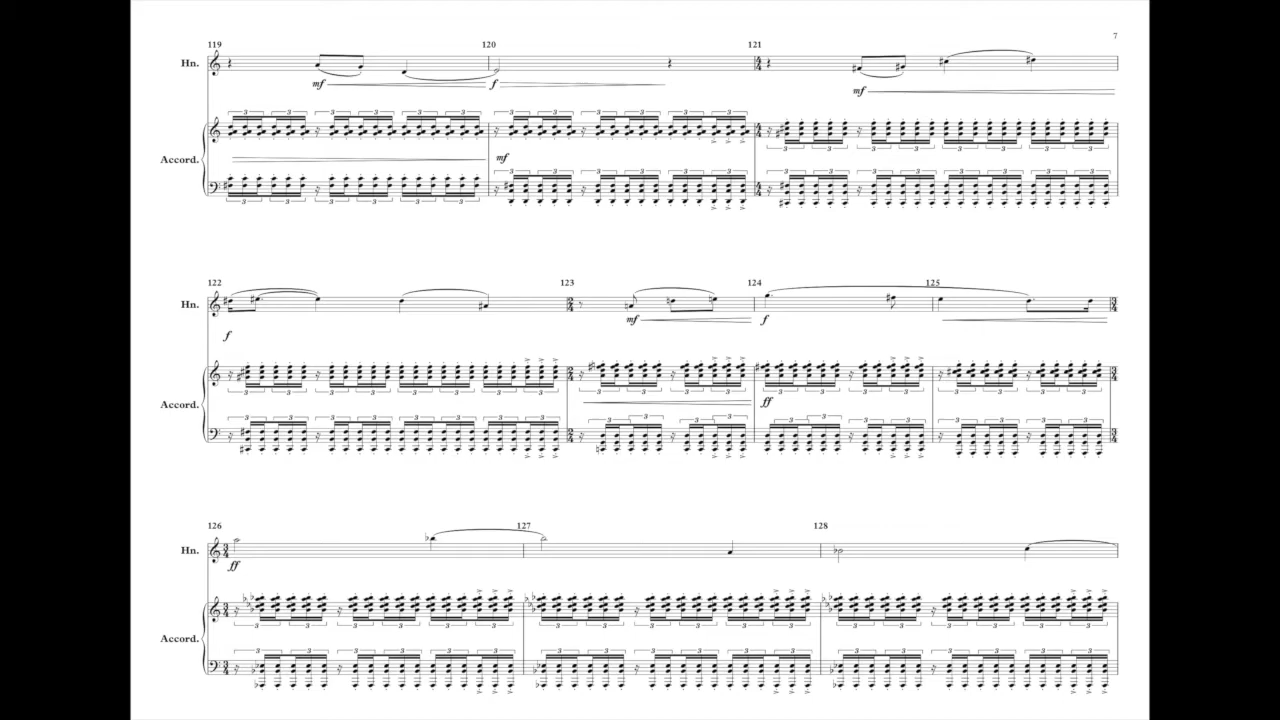 7
119 120 121
Hn.
mf f mf
Accord.
mf
122 123 124 125
Hn.
f mf f
Accord.
ff
126 127 128
Hn.
ff
Accord.